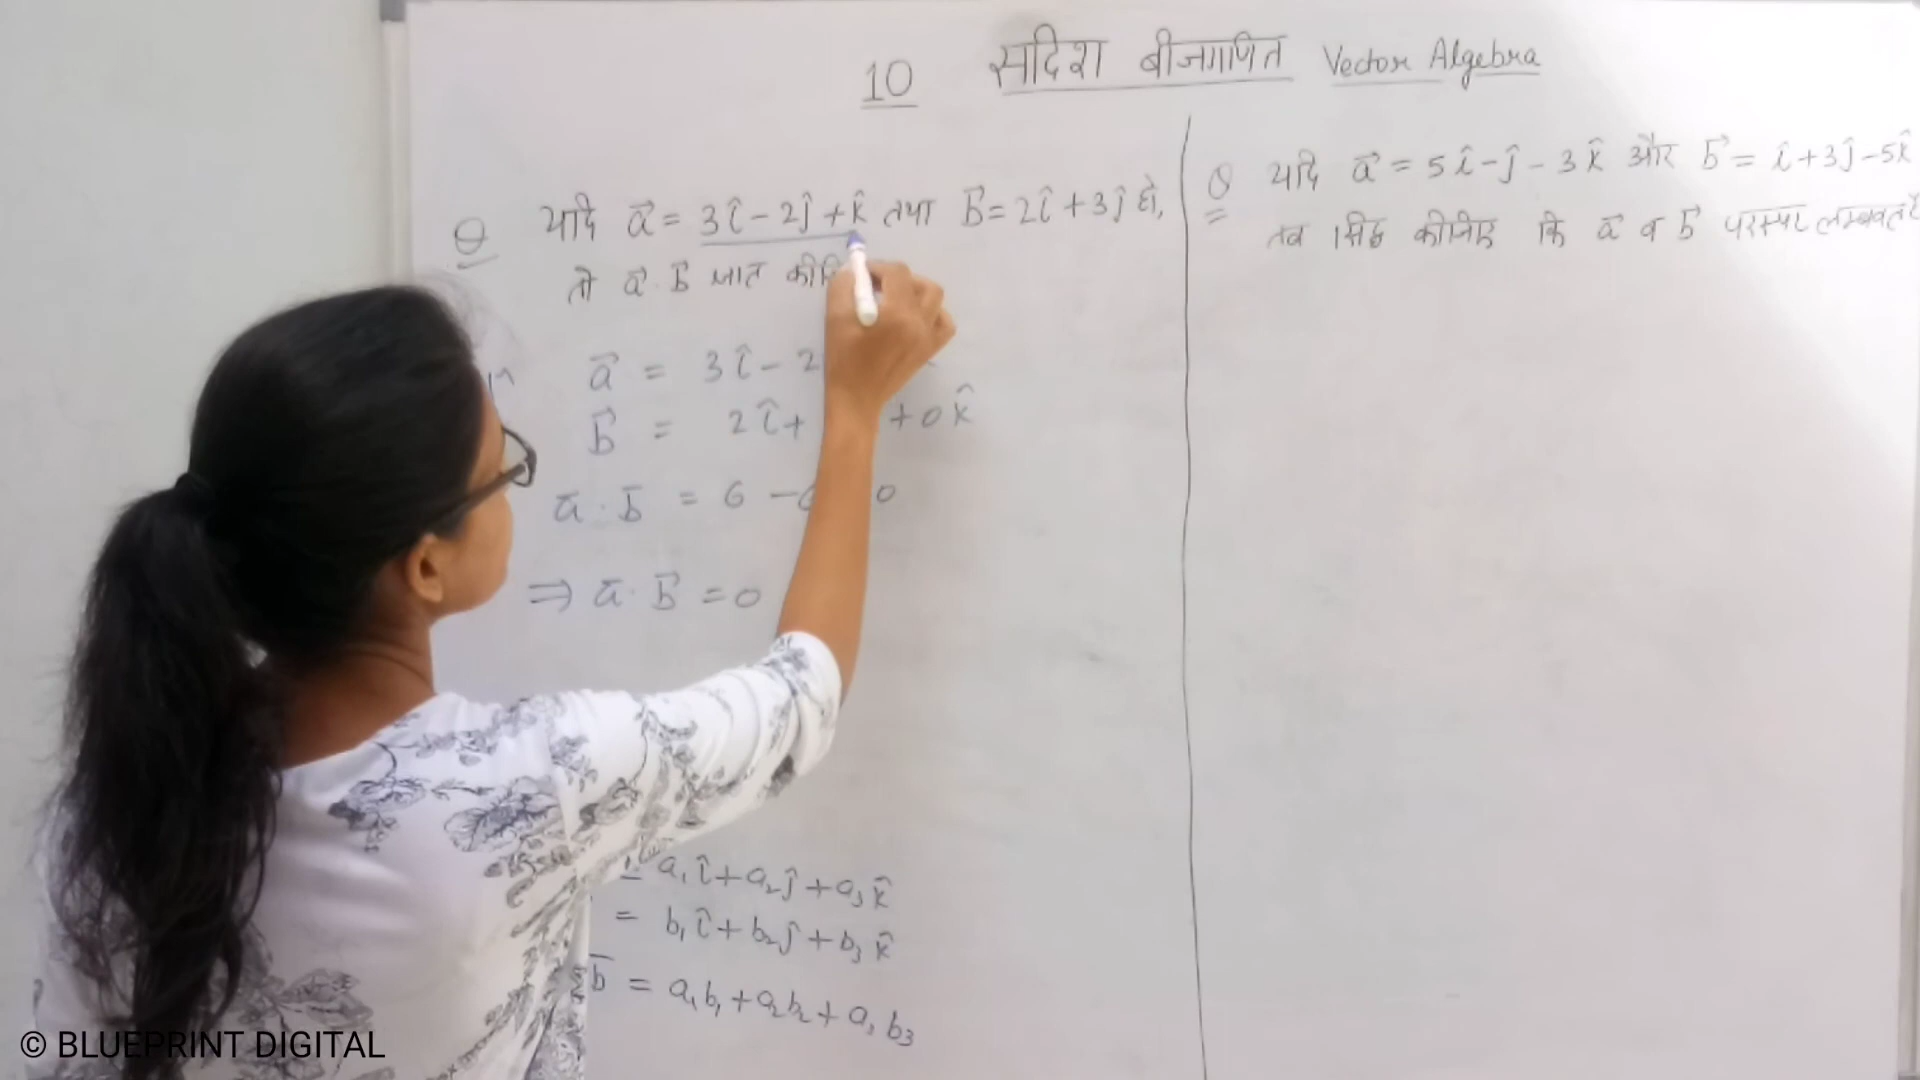 10 सदिश बीजगणित Vector Algebra
Q यदि a⃗ = 3î - 2ĵ + k̂ तथा b⃗ = 2î + 3ĵ हो,
तो a⃗ . b⃗ ज्ञात
a⃗ = 3î - 2
b⃗ = 2î + + 0k̂
a̅ . b̅ = 6 - 0
⇒ a̅ . b⃗ = 0
= a₁î + a₂ĵ + a₃k̂
= b₁î + b₂ĵ + b₃k̂
b̅ = a₁b₁ + a₂b₂ + a₃b₃
Q यदि a⃗ = 5î - ĵ - 3k̂ और b⃗ = î + 3ĵ - 5k̂
तब सिद्ध कीजिए कि a⃗ व b⃗ परस्पर लम्बवत है
© BLUEPRINT DIGITAL